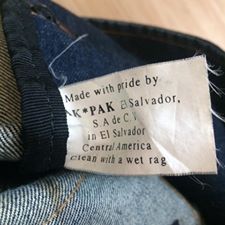 Made with pride by
K*PAK El Salvador,
S.A de C.V
in El Salvador
Central America
Clean with a wet rag